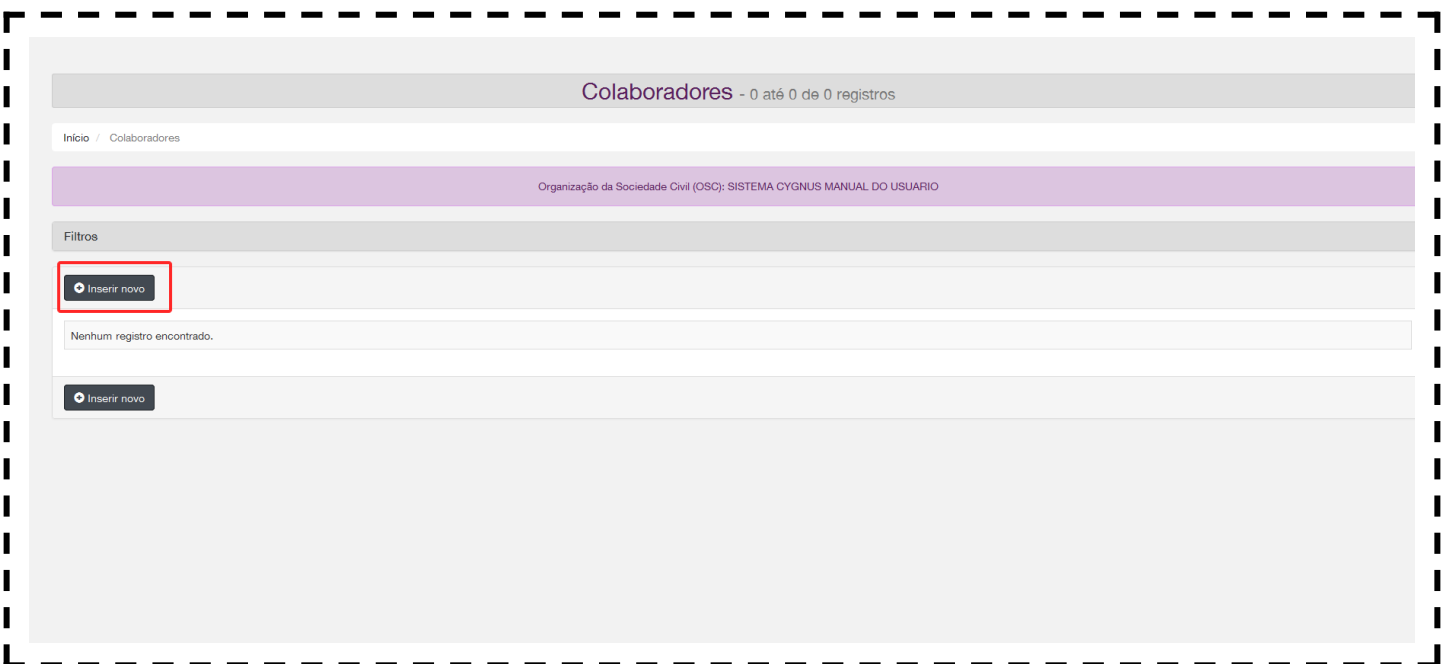 Colaboradores - 0 até 0 de 0 registros
Início / Colaboradores
Organização da Sociedade Civil (OSC): SISTEMA CYGNUS MANUAL DO USUARIO
Filtros
Inserir novo
Nenhum registro encontrado.
Inserir novo